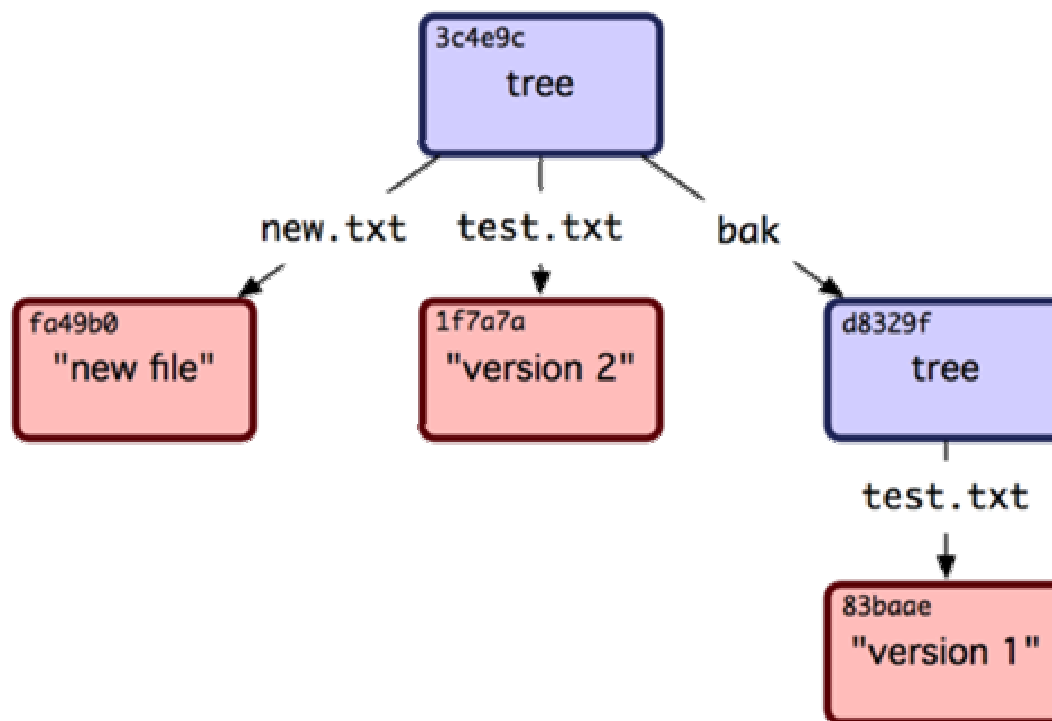 3c4e9c
tree
new.txt test.txt bak
fa49b0
"new file"
1f7a7a
"version 2"
d8329f
tree
test.txt
83baae
"version 1"